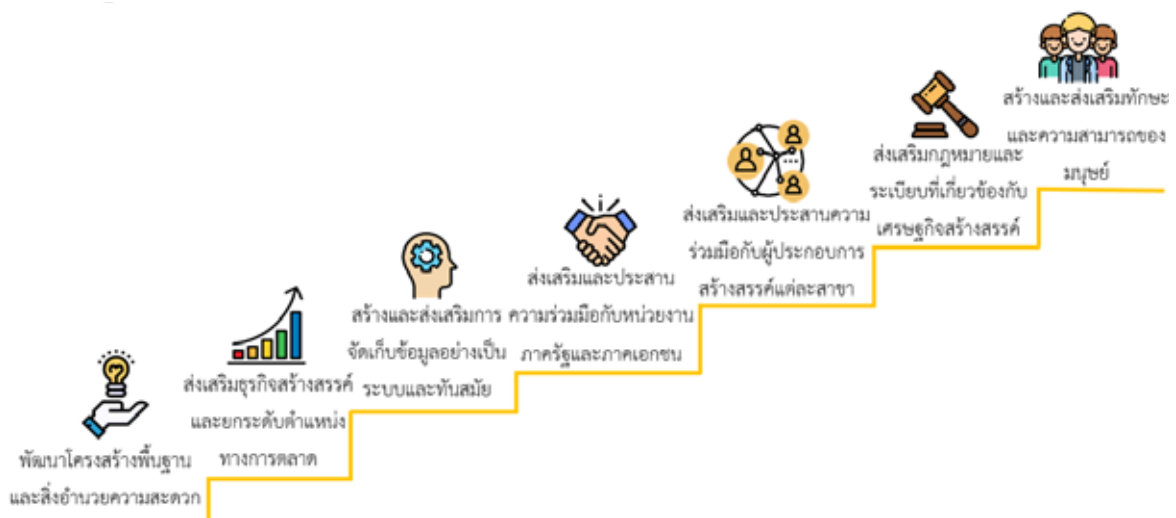 พัฒนาโครงสร้างพื้นฐาน
และสิ่งอำนวยความสะดวก
ส่งเสริมธุรกิจสร้างสรรค์
และยกระดับตำแหน่ง
ทางการตลาด
สร้างและส่งเสริมการ
จัดเก็บข้อมูลอย่างเป็น
ระบบและทันสมัย
ส่งเสริมและประสาน
ความร่วมมือกับหน่วยงาน
ภาครัฐและภาคเอกชน
ส่งเสริมและประสานความ
ร่วมมือกับผู้ประกอบการ
สร้างสรรค์แต่ละสาขา
ส่งเสริมกฎหมายและ
ระเบียบที่เกี่ยวข้องกับ
เศรษฐกิจสร้างสรรค์
สร้างและส่งเสริมทักษะ
และความสามารถของ
มนุษย์